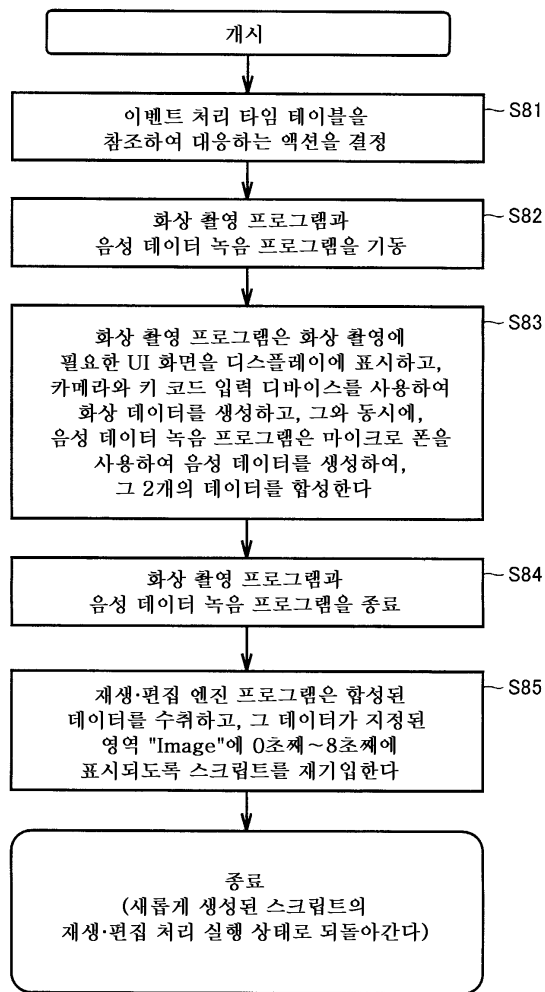 개시
이벤트 처리 타임 테이블을
참조하여 대응하는 액션을 결정
S81
화상 촬영 프로그램과
음성 데이터 녹음 프로그램을 기동
S82
화상 촬영 프로그램은 화상 촬영에
필요한 UI 화면을 디스플레이에 표시하고,
카메라와 키 코드 입력 디바이스를 사용하여
화상 데이터를 생성하고, 그와 동시에,
음성 데이터 녹음 프로그램은 마이크로 폰을
사용하여 음성 데이터를 생성하여,
그 2개의 데이터를 합성한다
S83
화상 촬영 프로그램과
음성 데이터 녹음 프로그램을 종료
S84
재생·편집 엔진 프로그램은 합성된
데이터를 수취하고, 그 데이터가 지정된
영역 "Image"에 0초째~8초째에
표시되도록 스크립트를 재기입한다
S85
종료
(새롭게 생성된 스크립트의
재생·편집 처리 실행 상태로 되돌아간다)